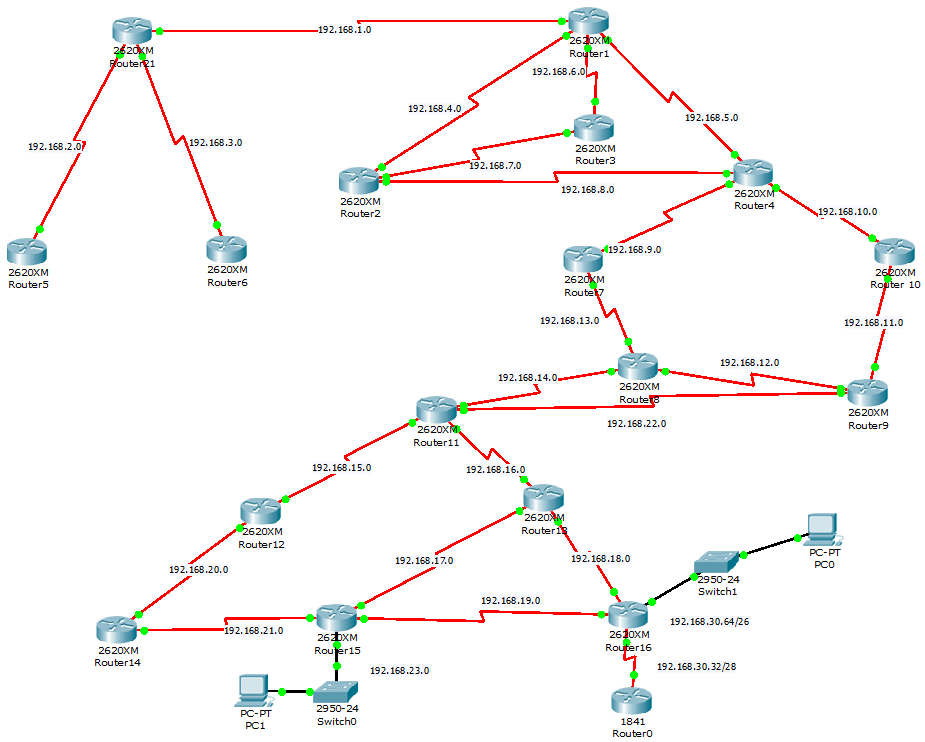 2620XM
Router21
192.168.1.0
2620XM
Router1
192.168.6.0
192.168.4.0
192.168.5.0
192.168.2.0
192.168.3.0
2620XM
Router3
192.168.7.0
2620XM
Router2
192.168.8.0
2620XM
Router4
192.168.10.0
2620XM
Router5
2620XM
Router6
192.168.9.0
2620XM
Router7
2620XM
Router 10
192.168.13.0
192.168.11.0
192.168.12.0
2620XM
Router8
192.168.14.0
2620XM
Router9
192.168.22.0
2620XM
Router11
192.168.15.0
192.168.16.0
2620XM
Router12
2620XM
Router13
PC-PT
PC0
192.168.20.0
192.168.17.0
192.168.18.0
2950-24
Switch1
192.168.19.0
192.168.30.64/26
2620XM
Router14
192.168.21.0
2620XM
Router15
2620XM
Router16
192.168.23.0
192.168.30.32/28
PC-PT
PC1
2950-24
Switch0
1841
Router0